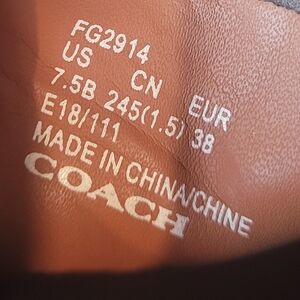 FG2914
US CN EUR
7.5B 245(1.5) 38
E18/111
MADE IN CHINA/CHINE
COACH